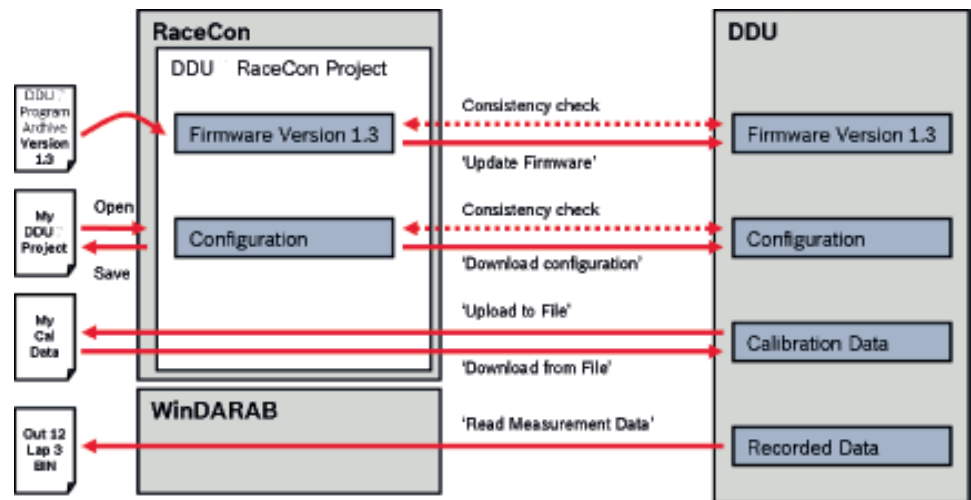 RaceCon
DDU RaceCon Project
DDU
Program
Archive
Version
1.3
Firmware Version 1.3
Consistency check
'Update Firmware'
My
DDU
Project
Open
Save
Configuration
Consistency check
'Download configuration'
My
Cal
Data
'Upload to File'
'Download from File'
WinDARAB
Out 12
Lap 3
BIN
'Read Measurement Data'
DDU
Firmware Version 1.3
Configuration
Calibration Data
Recorded Data